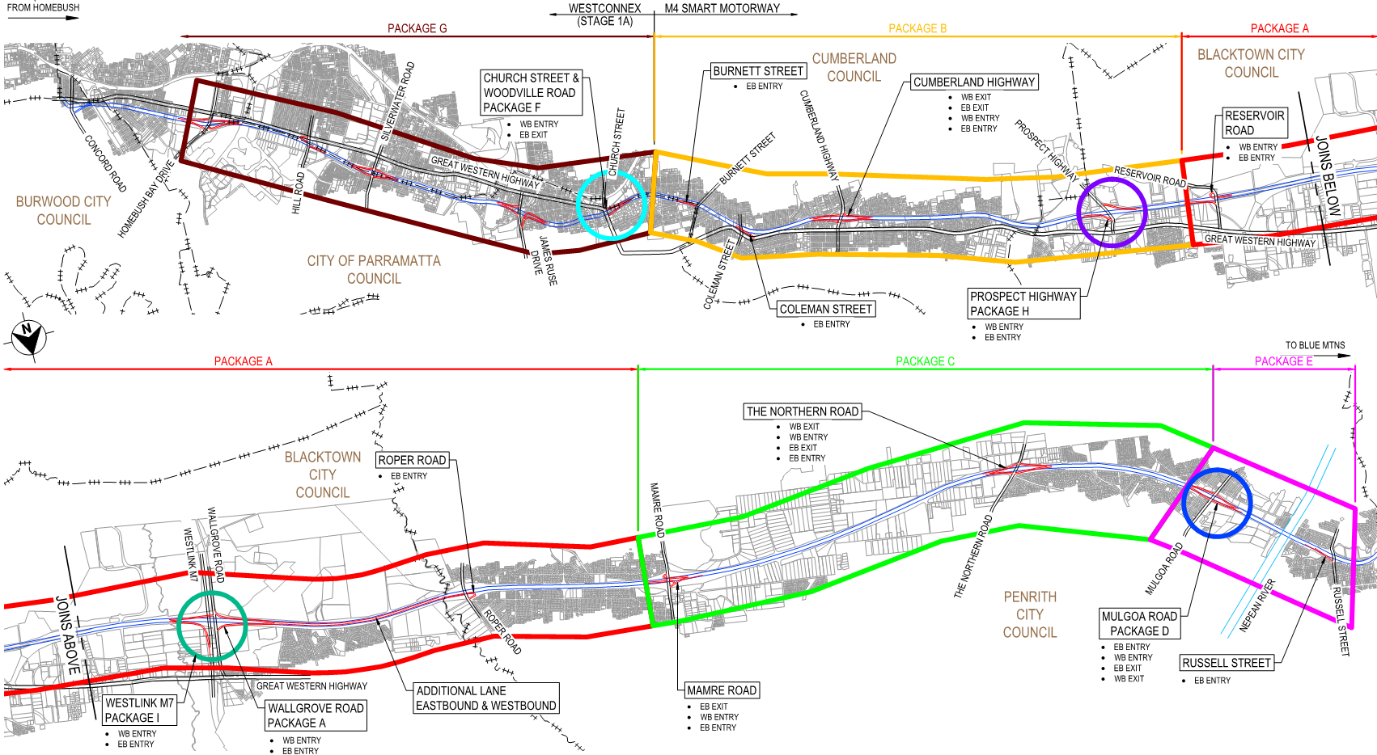 FROM HOMEBUSH
WESTCONNEX
(STAGE 1A)
M4 SMART MOTORWAY
PACKAGE G
PACKAGE B
PACKAGE A
CHURCH STREET &
WOODVILLE ROAD
PACKAGE F
• WB ENTRY
• EB EXIT
BURNETT STREET
• EB ENTRY
CUMBERLAND
COUNCIL
CUMBERLAND HIGHWAY
• WB EXIT
• EB EXIT
• WB ENTRY
• EB ENTRY
BLACKTOWN CITY
COUNCIL
RESERVOIR
ROAD
• WB ENTRY
• EB ENTRY
SILVERWATER ROAD
CHURCH STREET
CUMBERLAND HIGHWAY
PROSPECT HIGHWAY
JOINS BELOW
CONCORD ROAD
HOMEBUSH BAY DRIVE
HILL ROAD
GREAT WESTERN HIGHWAY
BURNETT STREET
RESERVOIR ROAD
BURWOOD CITY
COUNCIL
CITY OF PARRAMATTA
COUNCIL
JAMES RUSE
DRIVE
COLEMAN STREET
GREAT WESTERN HIGHWAY
COLEMAN STREET
• EB ENTRY
PROSPECT HIGHWAY
PACKAGE H
• WB ENTRY
• EB ENTRY
N
TO BLUE MTNS
PACKAGE A
PACKAGE C
PACKAGE E
BLACKTOWN
CITY
COUNCIL
ROPER ROAD
• EB ENTRY
THE NORTHERN ROAD
• WB EXIT
• WB ENTRY
• EB EXIT
• EB ENTRY
WESTLINK M7
WALLGROVE ROAD
MAMRE ROAD
THE NORTHERN ROAD
MULGOA ROAD
NEPEAN RIVER
RUSSELL STREET
JOINS ABOVE
ROPER ROAD
PENRITH
CITY
COUNCIL
MULGOA ROAD
PACKAGE D
• EB ENTRY
• WB ENTRY
• EB EXIT
• WB EXIT
RUSSELL STREET
• EB ENTRY
GREAT WESTERN HIGHWAY
WESTLINK M7
PACKAGE I
• WB ENTRY
• EB ENTRY
WALLGROVE ROAD
PACKAGE A
• WB ENTRY
• EB ENTRY
ADDITIONAL LANE
EASTBOUND & WESTBOUND
MAMRE ROAD
• EB EXIT
• WB ENTRY
• EB ENTRY